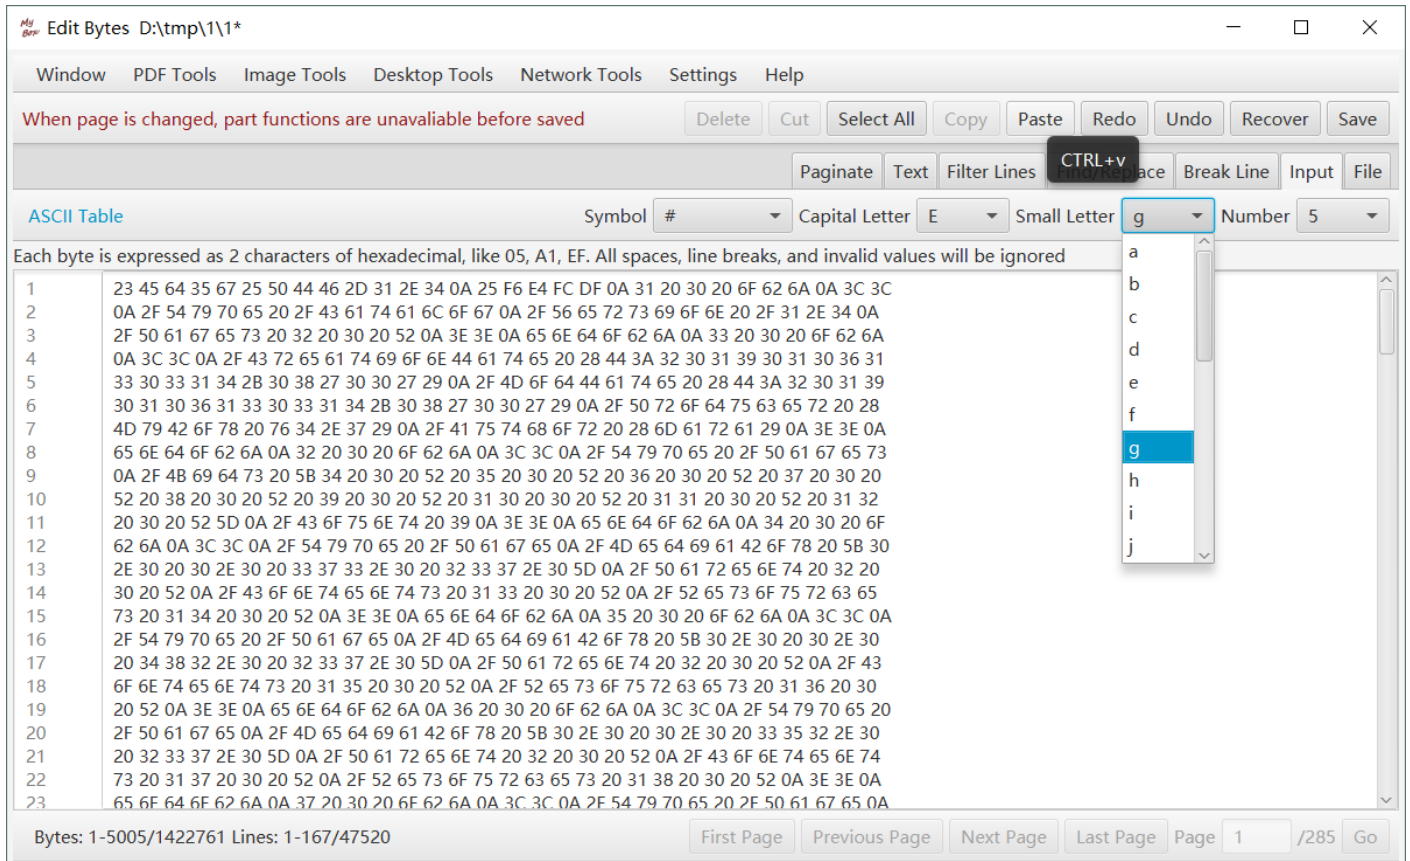 My Box Edit Bytes D:\tmp\1\1*
Window PDF Tools Image Tools Desktop Tools Network Tools Settings Help
When page is changed, part functions are unavaliable before saved Delete Cut Select All Copy Paste Redo Undo Recover Save
CTRL+v
Paginate Text Filter Lines Find/Replace Break Line Input File
ASCII Table Symbol # Capital Letter E Small Letter g Number 5
Each byte is expressed as 2 characters of hexadecimal, like 05, A1, EF. All spaces, line breaks, and invalid values will be ignored
a
b
c
d
e
f
g
h
i
j
1 23 45 64 35 67 25 50 44 46 2D 31 2E 34 0A 25 F6 E4 FC DF 0A 31 20 30 20 6F 62 6A 0A 3C 3C
2 0A 2F 54 79 70 65 20 2F 43 61 74 61 6C 6F 67 0A 2F 56 65 72 73 69 6F 6E 20 2F 31 2E 34 0A
3 2F 50 61 67 65 73 20 32 20 30 20 52 0A 3E 3E 0A 65 6E 64 6F 62 6A 0A 33 20 30 20 6F 62 6A
4 0A 3C 3C 0A 2F 43 72 65 61 74 69 6F 6E 44 61 74 65 20 28 44 3A 32 30 31 39 30 31 30 36 31
5 33 30 33 31 34 2B 30 38 27 30 30 27 29 0A 2F 4D 6F 64 44 61 74 65 20 28 44 3A 32 30 31 39
6 30 31 30 36 31 33 30 33 31 34 2B 30 38 27 30 30 27 29 0A 2F 50 72 6F 64 75 63 65 72 20 28
7 4D 79 42 6F 78 20 76 34 2E 37 29 0A 2F 41 75 74 68 6F 72 20 28 6D 61 72 61 29 0A 3E 3E 0A
8 65 6E 64 6F 62 6A 0A 32 20 30 20 6F 62 6A 0A 3C 3C 0A 2F 54 79 70 65 20 2F 50 61 67 65 73
9 0A 2F 4B 69 64 73 20 5B 34 20 30 20 52 20 35 20 30 20 52 20 36 20 30 20 52 20 37 20 30 20
10 52 20 38 20 30 20 52 20 39 20 30 20 52 20 31 30 20 30 20 52 20 31 31 20 30 20 52 20 31 32
11 20 30 20 52 5D 0A 2F 43 6F 75 6E 74 20 39 0A 3E 3E 0A 65 6E 64 6F 62 6A 0A 34 20 30 20 6F
12 62 6A 0A 3C 3C 0A 2F 54 79 70 65 20 2F 50 61 67 65 0A 2F 4D 65 64 69 61 42 6F 78 20 5B 30
13 2E 30 20 30 2E 30 20 33 37 33 2E 30 20 32 33 37 2E 30 5D 0A 2F 50 61 72 65 6E 74 20 32 20
14 30 20 52 0A 2F 43 6F 6E 74 65 6E 74 73 20 31 33 20 30 20 52 0A 2F 52 65 73 6F 75 72 63 65
15 73 20 31 34 20 30 20 52 0A 3E 3E 0A 65 6E 64 6F 62 6A 0A 35 20 30 20 6F 62 6A 0A 3C 3C 0A
16 2F 54 79 70 65 20 2F 50 61 67 65 0A 2F 4D 65 64 69 61 42 6F 78 20 5B 30 2E 30 20 30 2E 30
17 20 34 38 32 2E 30 20 32 33 37 2E 30 5D 0A 2F 50 61 72 65 6E 74 20 32 20 30 20 52 0A 2F 43
18 6F 6E 74 65 6E 74 73 20 31 35 20 30 20 52 0A 2F 52 65 73 6F 75 72 63 65 73 20 31 36 20 30
19 20 52 0A 3E 3E 0A 65 6E 64 6F 62 6A 0A 36 20 30 20 6F 62 6A 0A 3C 3C 0A 2F 54 79 70 65 20
20 2F 50 61 67 65 0A 2F 4D 65 64 69 61 42 6F 78 20 5B 30 2E 30 20 30 2E 30 20 33 35 32 2E 30
21 20 32 33 37 2E 30 5D 0A 2F 50 61 72 65 6E 74 20 32 20 30 20 52 0A 2F 43 6F 6E 74 65 6E 74
22 73 20 31 37 20 30 20 52 0A 2F 52 65 73 6F 75 72 63 65 73 20 31 38 20 30 20 52 0A 3E 3E 0A
23 65 6E 64 6F 62 6A 0A 37 20 30 20 6F 62 6A 0A 3C 3C 0A 2F 54 79 70 65 20 2F 50 61 67 65 0A
Bytes: 1-5005/1422761 Lines: 1-167/47520 First Page Previous Page Next Page Last Page Page 1 /285 Go